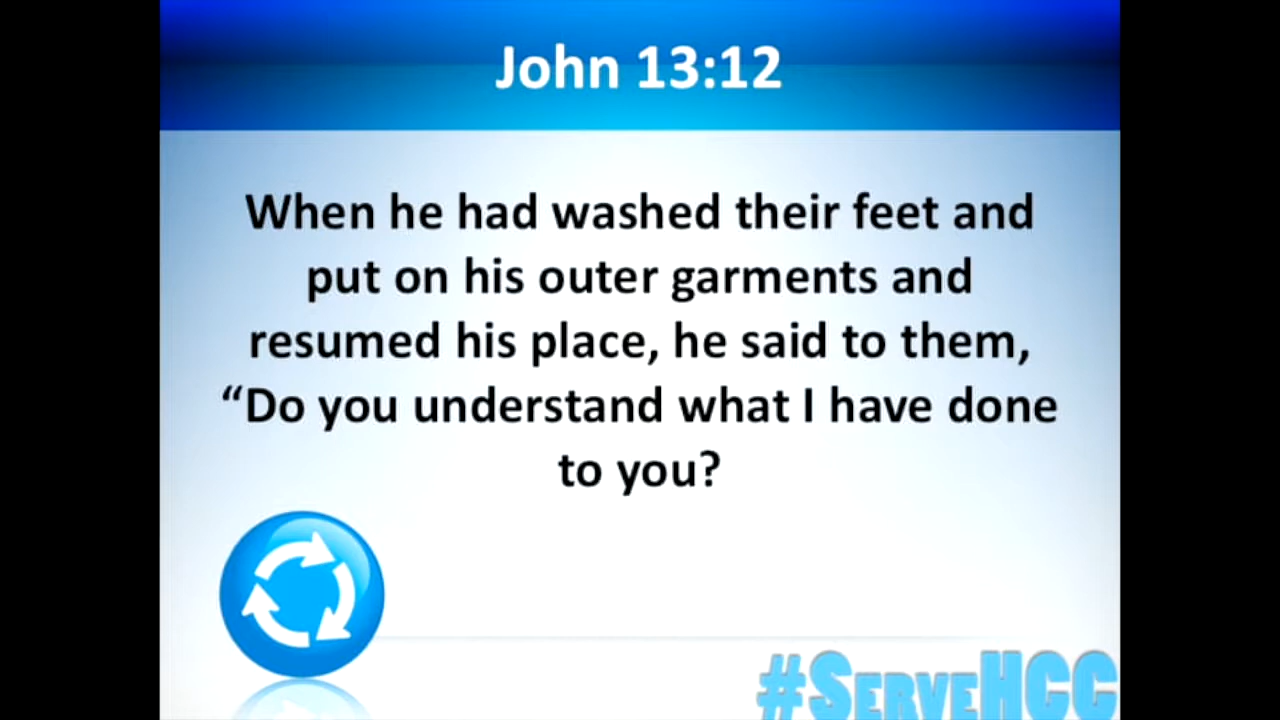 John 13:12
When he had washed their feet and
put on his outer garments and
resumed his place, he said to them,
“Do you understand what I have done
to you?
#SERVEHCC